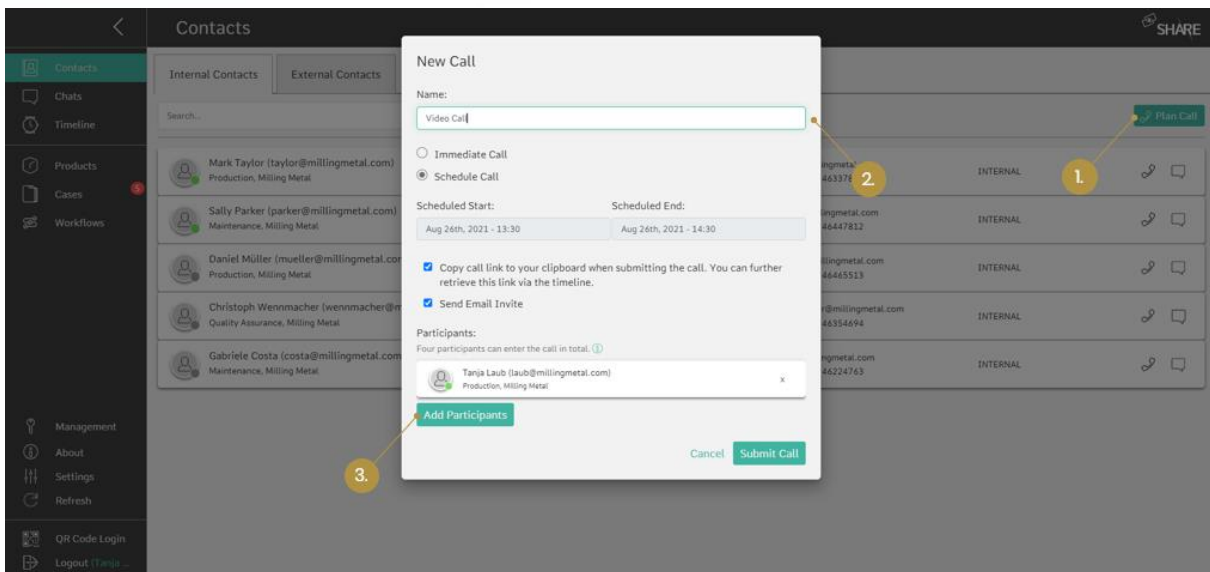 Contacts
SHARE
Contacts
Chats
Timeline
Products
Cases
5
Workflows
Management
About
Settings
Refresh
QR Code Login
Logout (Tanja ...
Internal Contacts
External Contacts
Search...
Plan Call
1.
Mark Taylor (taylor@millingmetal.com)
Production, Milling Metal
INTERNAL
Sally Parker (parker@millingmetal.com)
Maintenance, Milling Metal
46447812
INTERNAL
Daniel Müller (mueller@millingmetal.cor
Production, Milling Metal
46465513
INTERNAL
Christoph Wennmacher (wennmacher@m
Quality Assurance, Milling Metal
@millingmetal.com
46354694
INTERNAL
Gabriele Costa (costa@millingmetal.com
Maintenance, Milling Metal
46224763
INTERNAL
New Call
Name:
Video Call
2.
Immediate Call
Schedule Call
Scheduled Start:
Scheduled End:
Aug 26th, 2021 - 13:30
Aug 26th, 2021 - 14:30
Copy call link to your clipboard when submitting the call. You can further
retrieve this link via the timeline.
Send Email Invite
Participants:
Four participants can enter the call in total.
Tanja Laub (laub@millingmetal.com)
Production, Milling Metal
x
Add Participants
3.
Cancel
Submit Call